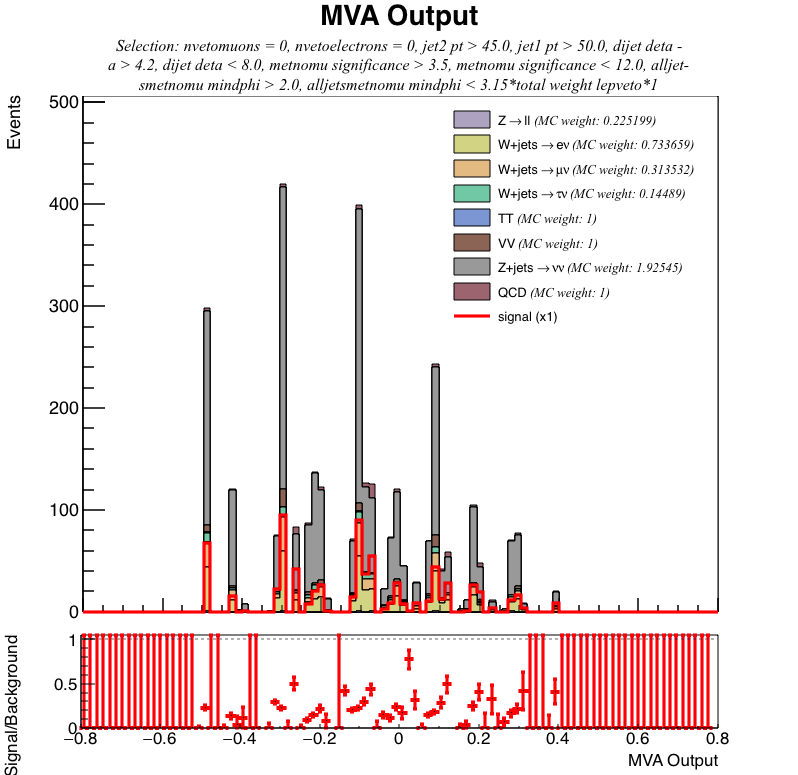 MVA Output
Selection: nvetomuons = 0, nvetoelectrons = 0, jet2 pt > 45.0, jet1 pt > 50.0, dijet deta -
a > 4.2, dijet deta < 8.0, metnomu significance > 3.5, metnomu significance < 12.0, alljet-
smetnomu mindphi > 2.0, alljetsmetnomu mindphi < 3.15*total weight lepveto*1
Events
500
400
300
200
100
0
Z→ll (MC weight: 0.225199)
W+jets→eν (MC weight: 0.733659)
W+jets→μν (MC weight: 0.313532)
W+jets→τν (MC weight: 0.14489)
TT (MC weight: 1)
VV (MC weight: 1)
Z+jets→νν (MC weight: 1.92545)
QCD (MC weight: 1)
signal (x1)
Signal/Background
1
0.5
0
−0.8 −0.6 −0.4 −0.2 0 0.2 0.4 0.6 0.8
MVA Output